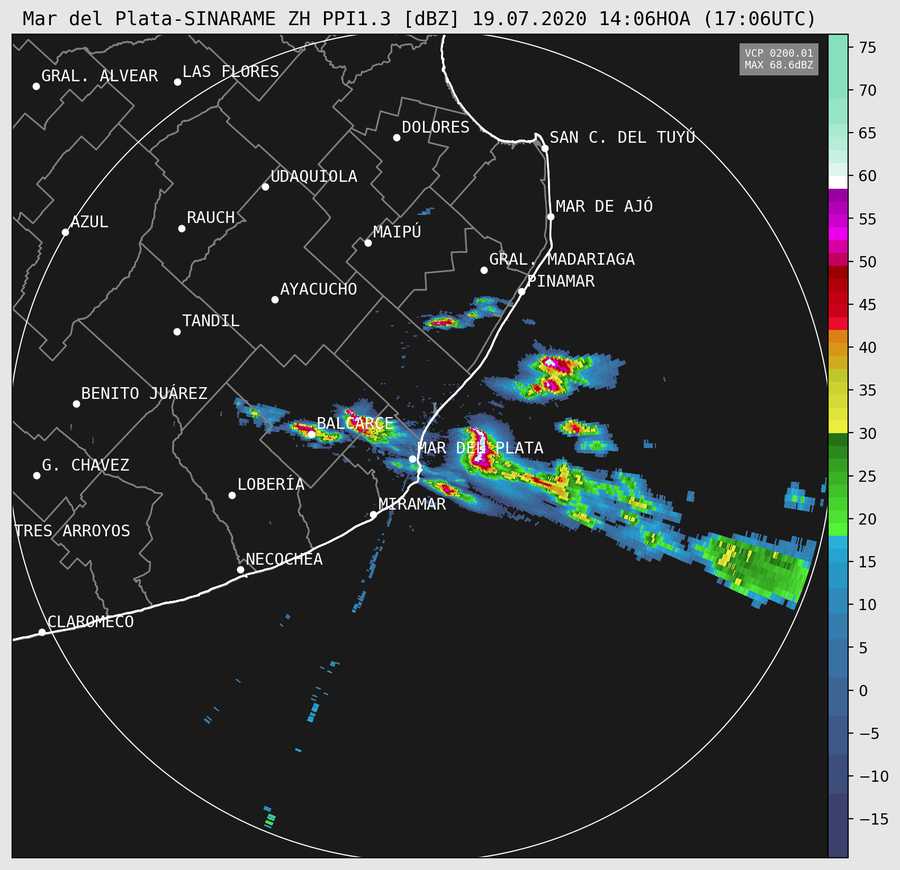 Mar del Plata-SINARAME ZH PPI1.3 [dBZ] 19.07.2020 14:06HOA (17:06UTC)
VCP 0200.01
MAX 68.6dBZ
GRAL. ALVEAR
LAS FLORES
DOLORES
SAN C. DEL TUYÚ
UDAQUIOLA
MAR DE AJÓ
AZUL
RAUCH
MAIPÚ
GRAL. MADARIAGA
PINAMAR
AYACUCHO
TANDIL
BENITO JUÁREZ
BALCARCE
MAR DEL PLATA
G. CHAVEZ
LOBERÍA
MIRAMAR
TRES ARROYOS
NECOCHEA
CLAROMECO
75
70
65
60
55
50
45
40
35
30
25
20
15
10
5
0
−5
−10
−15